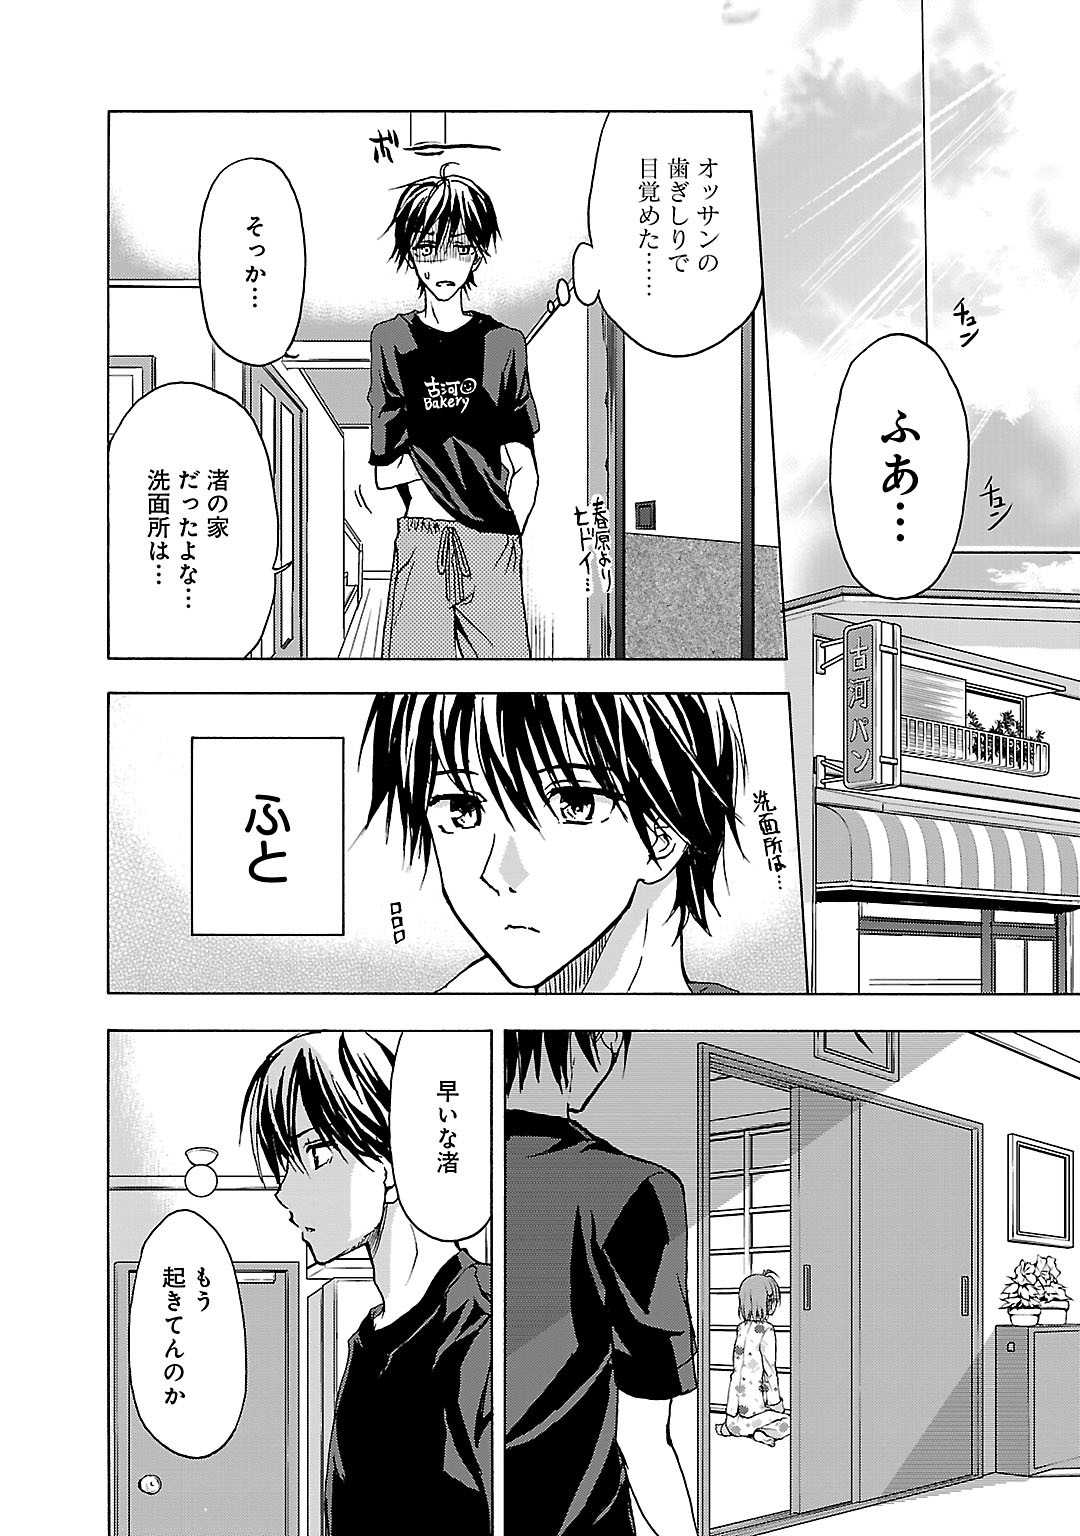 チュン
チュン
ふあ…
古河パン
オッサンの
歯ぎしりで
目覚めた……
ボー
春原より
ヒドイ…
古河
Bakery
そっか…
渚の家
だったよな…
洗面所は…
洗面所は…
ふと
早いな渚
もう
起きてんのか